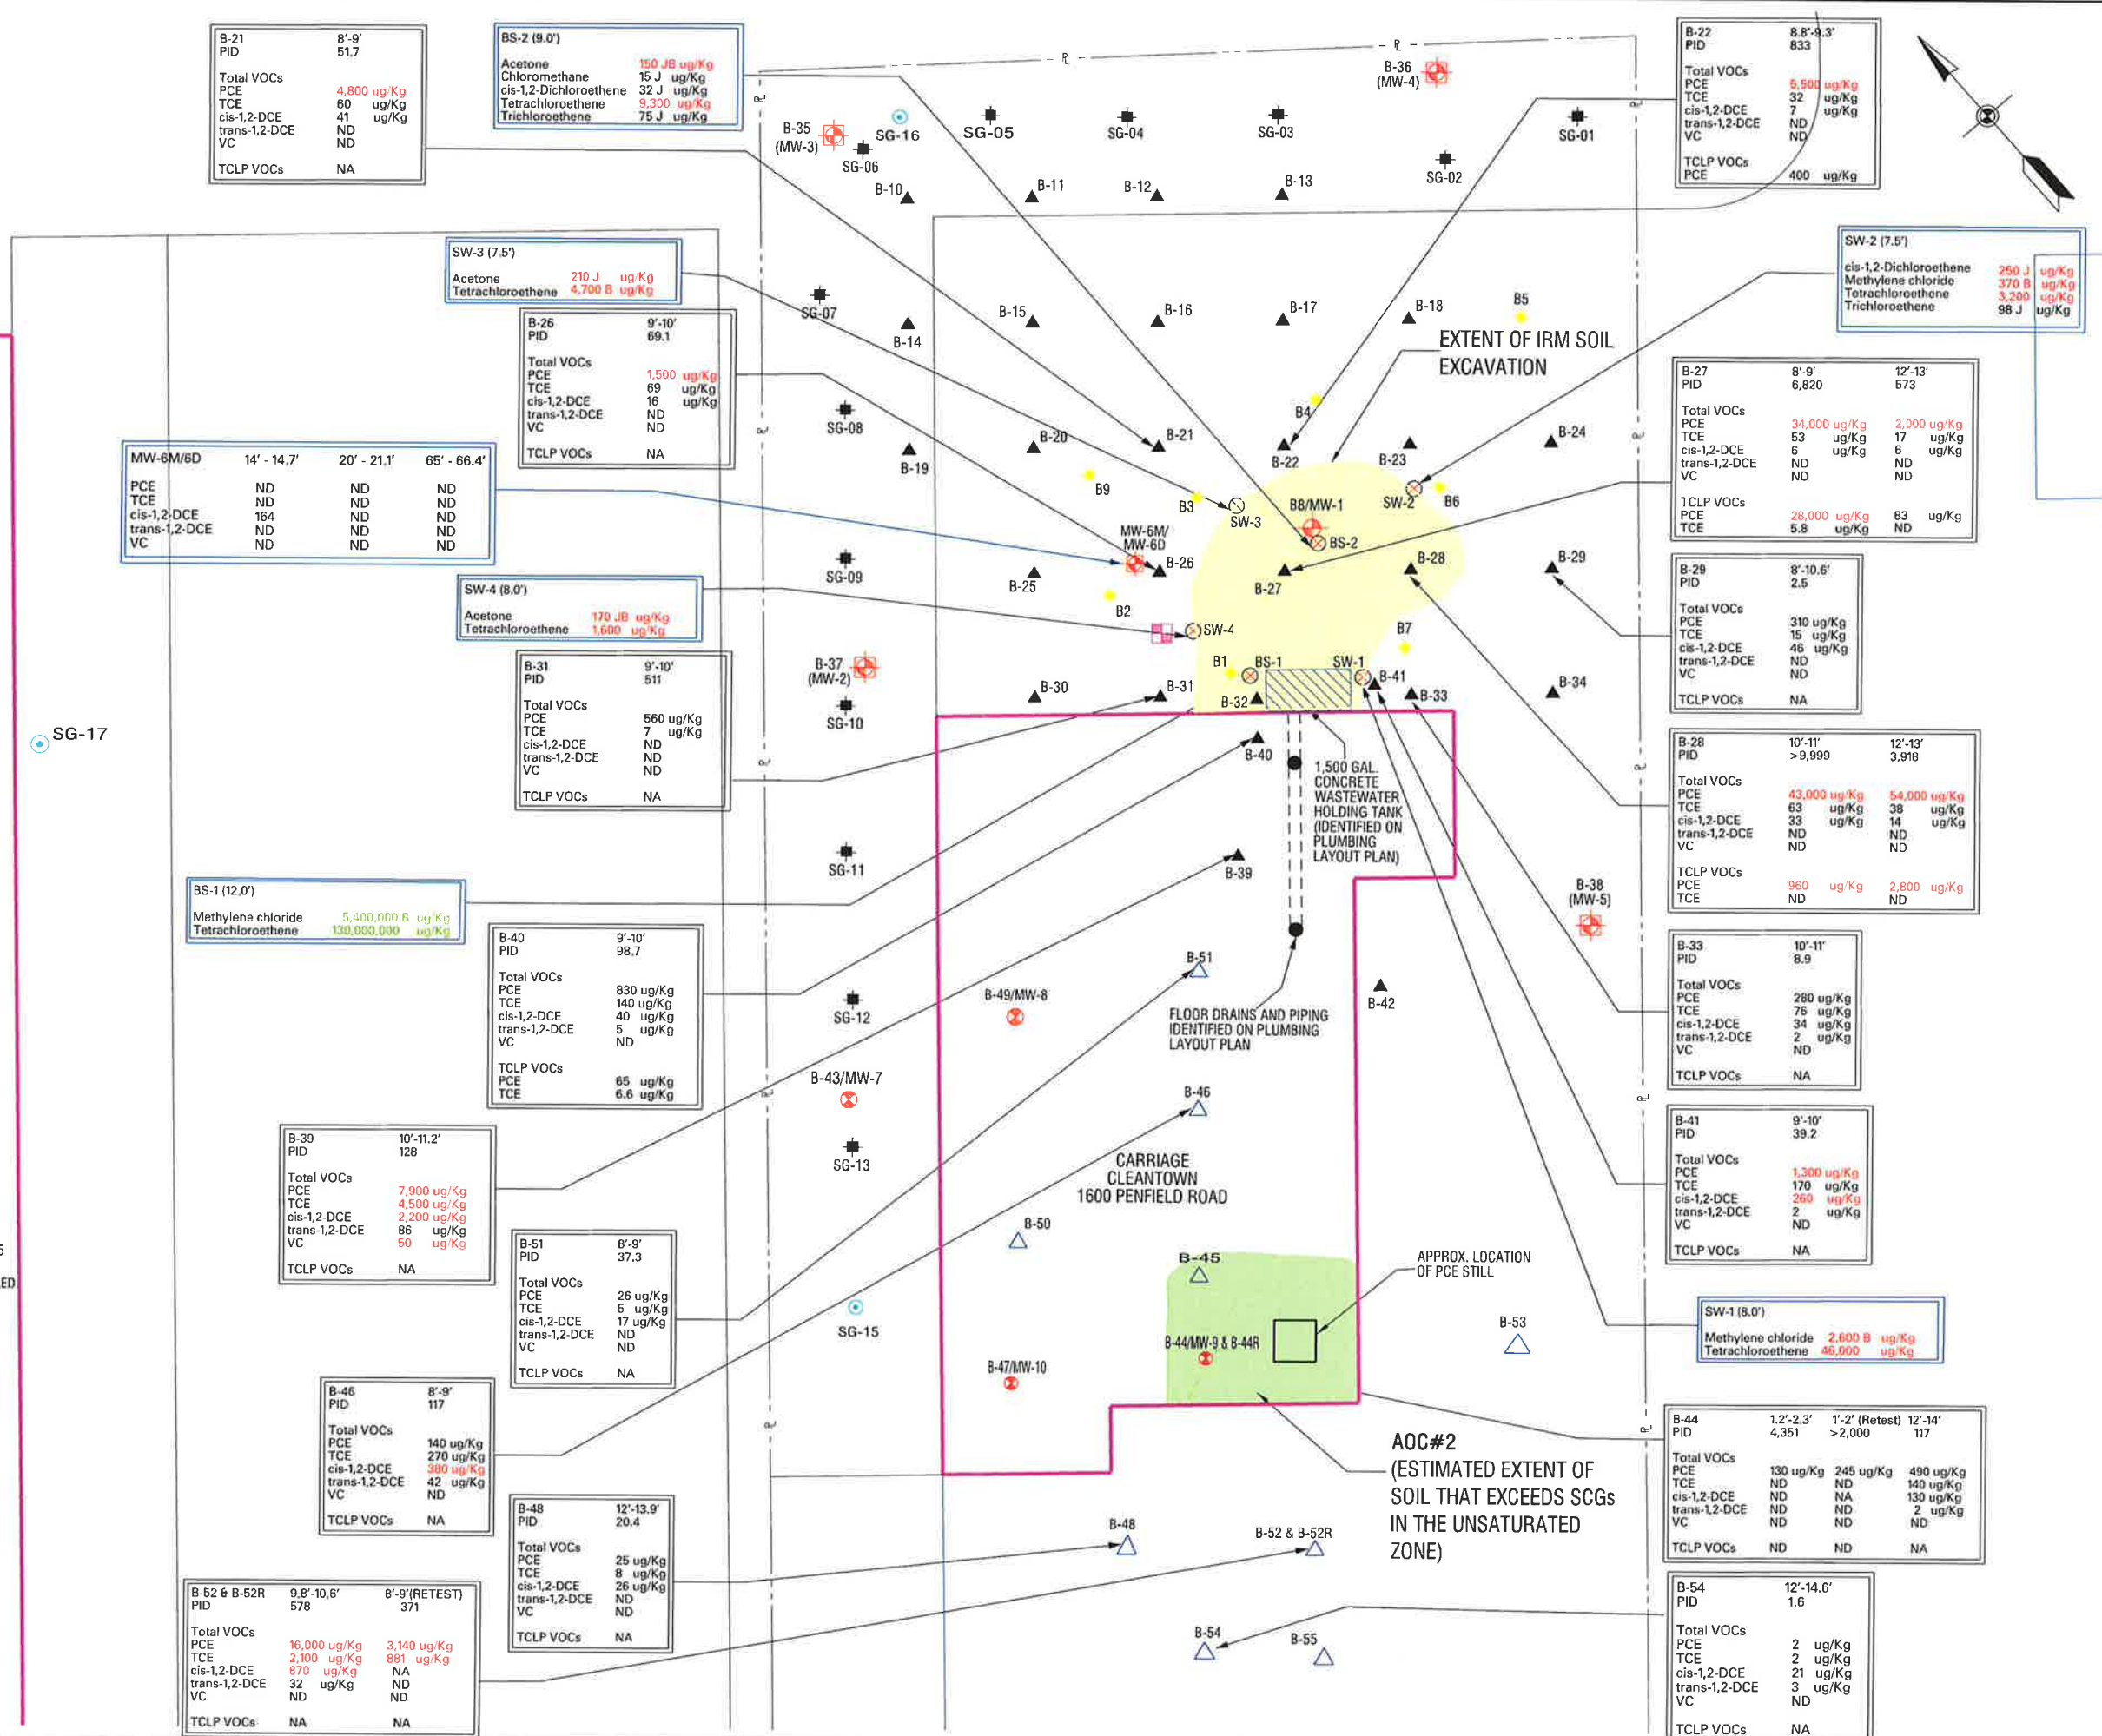 B-21 8'-9'
PID 51.7
Total VOCs
PCE 4,800 ug/Kg
TCE 60 ug/Kg
cis-1,2-DCE 41 ug/Kg
trans-1,2-DCE ND
VC ND
TCLP VOCs NA
BS-2 (9.0')
Acetone 150 JB ug/Kg
Chloromethane 15 J ug/Kg
cis-1,2-Dichloroethene 32 J ug/Kg
Tetrachloroethene 9,300 ug/Kg
Trichloroethene 75 J ug/Kg
B-22 8.8'-9.3'
PID 833
Total VOCs
PCE 5,500 ug/Kg
TCE 32 ug/Kg
cis-1,2-DCE 7 ug/Kg
trans-1,2-DCE ND
VC ND
TCLP VOCs
PCE 400 ug/Kg
SW-3 (7.5')
Acetone 210 J ug/Kg
Tetrachloroethene 4,700 B ug/Kg
SW-2 (7.5')
cis-1,2-Dichloroethene 250 J ug/Kg
Methylene chloride 370 B ug/Kg
Tetrachloroethene 3,200 ug/Kg
Trichloroethene 98 J ug/Kg
B-26 9'-10'
PID 69.1
Total VOCs
PCE 1,500 ug/Kg
TCE 69 ug/Kg
cis-1,2-DCE 16 ug/Kg
trans-1,2-DCE ND
VC ND
TCLP VOCs NA
MW-6M/6D 14' - 14.7' 20' - 21.1' 65' - 66.4'
PCE ND ND ND
TCE ND ND ND
cis-1,2-DCE 164 ND ND
trans-1,2-DCE ND ND ND
VC ND ND ND
SW-4 (8.0')
Acetone 170 JB ug/Kg
Tetrachloroethene 1,600 ug/Kg
B-31 9'-10'
PID 511
Total VOCs
PCE 560 ug/Kg
TCE 7 ug/Kg
cis-1,2-DCE ND
trans-1,2-DCE ND
VC ND
TCLP VOCs NA
BS-1 (12.0')
Methylene chloride 5,400,000 B ug/Kg
Tetrachloroethene 130,000,000 ug/Kg
B-40 9'-10'
PID 98.7
Total VOCs
PCE 830 ug/Kg
TCE 140 ug/Kg
cis-1,2-DCE 40 ug/Kg
trans-1,2-DCE 5 ug/Kg
VC ND
TCLP VOCs
PCE 65 ug/Kg
TCE 6.6 ug/Kg
B-39 10'-11.2'
PID 128
Total VOCs
PCE 7,900 ug/Kg
TCE 4,500 ug/Kg
cis-1,2-DCE 2,200 ug/Kg
trans-1,2-DCE 86 ug/Kg
VC 50 ug/Kg
TCLP VOCs NA
B-51 8'-9'
PID 37.3
Total VOCs
PCE 26 ug/Kg
TCE 5 ug/Kg
cis-1,2-DCE 17 ug/Kg
trans-1,2-DCE ND
VC ND
TCLP VOCs NA
B-46 8'-9'
PID 117
Total VOCs
PCE 140 ug/Kg
TCE 270 ug/Kg
cis-1,2-DCE 380 ug/Kg
trans-1,2-DCE 42 ug/Kg
VC ND
TCLP VOCs NA
B-48 12'-13.9'
PID 20.4
Total VOCs
PCE 25 ug/Kg
TCE 8 ug/Kg
cis-1,2-DCE 26 ug/Kg
trans-1,2-DCE ND
VC ND
TCLP VOCs NA
B-52 & B-52R 9.8'-10.6' 8'-9'(RETEST)
PID 578 371
Total VOCs
PCE 16,000 ug/Kg 3,140 ug/Kg
TCE 2,100 ug/Kg 881 ug/Kg
cis-1,2-DCE 870 ug/Kg NA
trans-1,2-DCE 32 ug/Kg ND
VC ND ND
TCLP VOCs NA NA
B-27 8'-9' 12'-13'
PID 6,820 573
Total VOCs
PCE 34,000 ug/Kg 2,000 ug/Kg
TCE 53 ug/Kg 17 ug/Kg
cis-1,2-DCE 6 ug/Kg 6 ug/Kg
trans-1,2-DCE ND ND
VC ND ND
TCLP VOCs
PCE 28,000 ug/Kg 83 ug/Kg
TCE 5.8 ug/Kg ND
B-29 8'-10.6'
PID 2.5
Total VOCs
PCE 310 ug/Kg
TCE 15 ug/Kg
cis-1,2-DCE 46 ug/Kg
trans-1,2-DCE ND
VC ND
TCLP VOCs NA
B-28 10'-11' 12'-13'
PID >9,999 3,918
Total VOCs
PCE 43,000 ug/Kg 54,000 ug/Kg
TCE 63 ug/Kg 38 ug/Kg
cis-1,2-DCE 33 ug/Kg 14 ug/Kg
trans-1,2-DCE ND ND
VC ND ND
TCLP VOCs
PCE 960 ug/Kg 2,800 ug/Kg
TCE ND ND
B-33 10'-11'
PID 8.9
Total VOCs
PCE 280 ug/Kg
TCE 76 ug/Kg
cis-1,2-DCE 34 ug/Kg
trans-1,2-DCE 2 ug/Kg
VC ND
TCLP VOCs NA
B-41 9'-10'
PID 39.2
Total VOCs
PCE 1,300 ug/Kg
TCE 170 ug/Kg
cis-1,2-DCE 260 ug/Kg
trans-1,2-DCE 2 ug/Kg
VC ND
TCLP VOCs NA
SW-1 (8.0')
Methylene chloride 2,600 B ug/Kg
Tetrachloroethene 46,000 ug/Kg
B-44 1.2'-2.3' 1'-2' (Retest) 12'-14'
PID 4,351 >2,000 117
Total VOCs
PCE 130 ug/Kg 245 ug/Kg 490 ug/Kg
TCE ND ND 140 ug/Kg
cis-1,2-DCE ND NA 130 ug/Kg
trans-1,2-DCE ND ND 2 ug/Kg
VC ND ND ND
TCLP VOCs ND ND NA
B-54 12'-14.6'
PID 1.6
Total VOCs
PCE 2 ug/Kg
TCE 2 ug/Kg
cis-1,2-DCE 21 ug/Kg
trans-1,2-DCE 3 ug/Kg
VC ND
TCLP VOCs NA
B-36
(MW-4)
B-35
(MW-3)
SG-16
SG-05
SG-04
SG-03
SG-01
SG-06
SG-02
B-10
B-11
B-12
B-13
SG-07
B-14
B-15
B-16
B-17
B-18
B5
EXTENT OF IRM SOIL
EXCAVATION
SG-08
B-19
B-20
B-21
B4
B-22
B-23
B-24
B9
B3
SW-3
B8/MW-1
SW-2
B6
BS-2
MW-6M/
MW-6D
SG-09
B-25
B-26
B-27
B-28
B-29
B2
SW-4
B7
B-37
(MW-2)
B1
BS-1
SW-1
B-41
SG-10
B-30
B-31
B-32
B-33
B-34
SG-17
B-40
1,500 GAL.
CONCRETE
WASTEWATER
HOLDING TANK
(IDENTIFIED ON
PLUMBING
LAYOUT PLAN)
SG-11
B-39
B-38
(MW-5)
B-51
B-42
SG-12
B-49/MW-8
FLOOR DRAINS AND PIPING
IDENTIFIED ON PLUMBING
LAYOUT PLAN
B-43/MW-7
B-46
SG-13
CARRIAGE
CLEANTOWN
1600 PENFIELD ROAD
B-50
B-45
APPROX. LOCATION
OF PCE STILL
SG-15
B-44/MW-9 & B-44R
B-53
B-47/MW-10
AOC#2
(ESTIMATED EXTENT OF
SOIL THAT EXCEEDS SCGs
IN THE UNSATURATED
ZONE)
B-48
B-52 & B-52R
B-54
B-55
5
ED